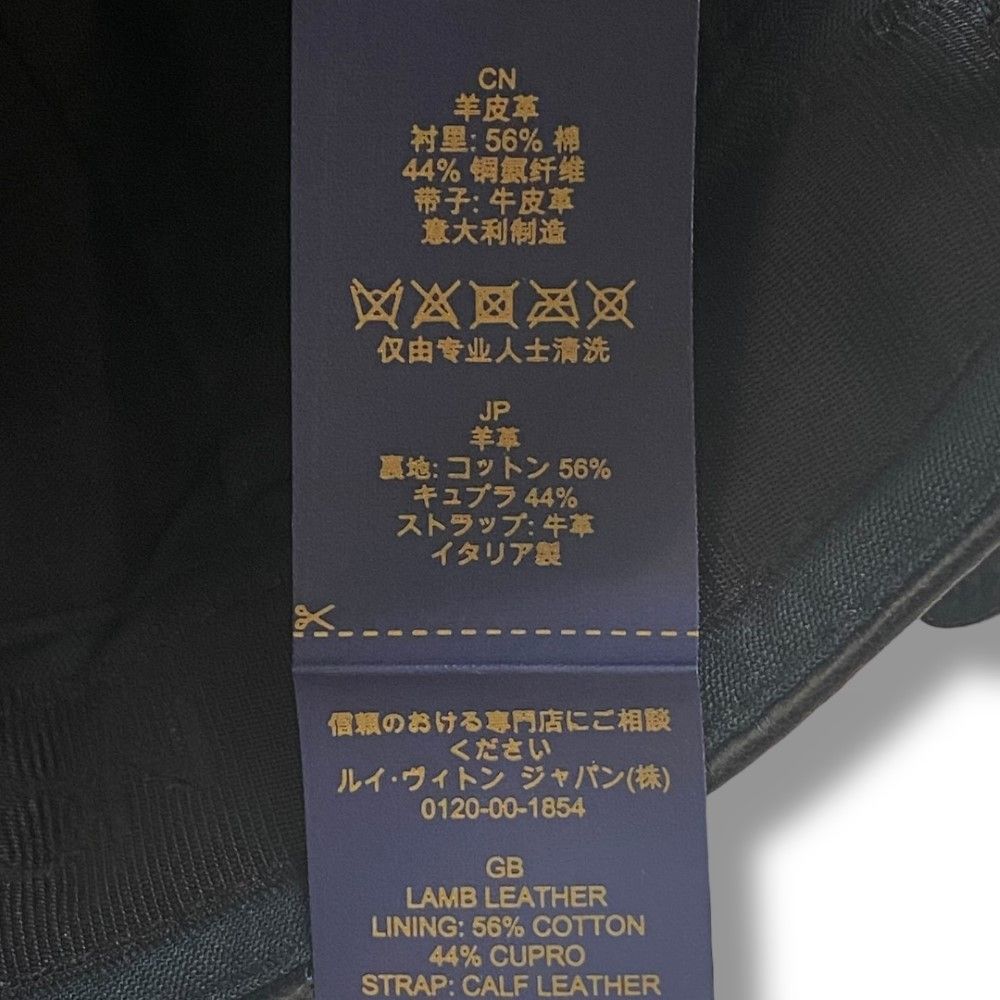 CN
羊皮革
衬里: 56% 棉
44% 铜氨纤维
带子: 牛皮革
意大利制造
仅由专业人士清洗
JP
羊革
裏地: コットン 56%
キュプラ 44%
ストラップ: 牛革
イタリア製
信頼のおける専門店にご相談
ください
ルイ・ヴィトン ジャパン(株)
0120-00-1854
GB
LAMB LEATHER
LINING: 56% COTTON
44% CUPRO
STRAP: CALF LEATHER